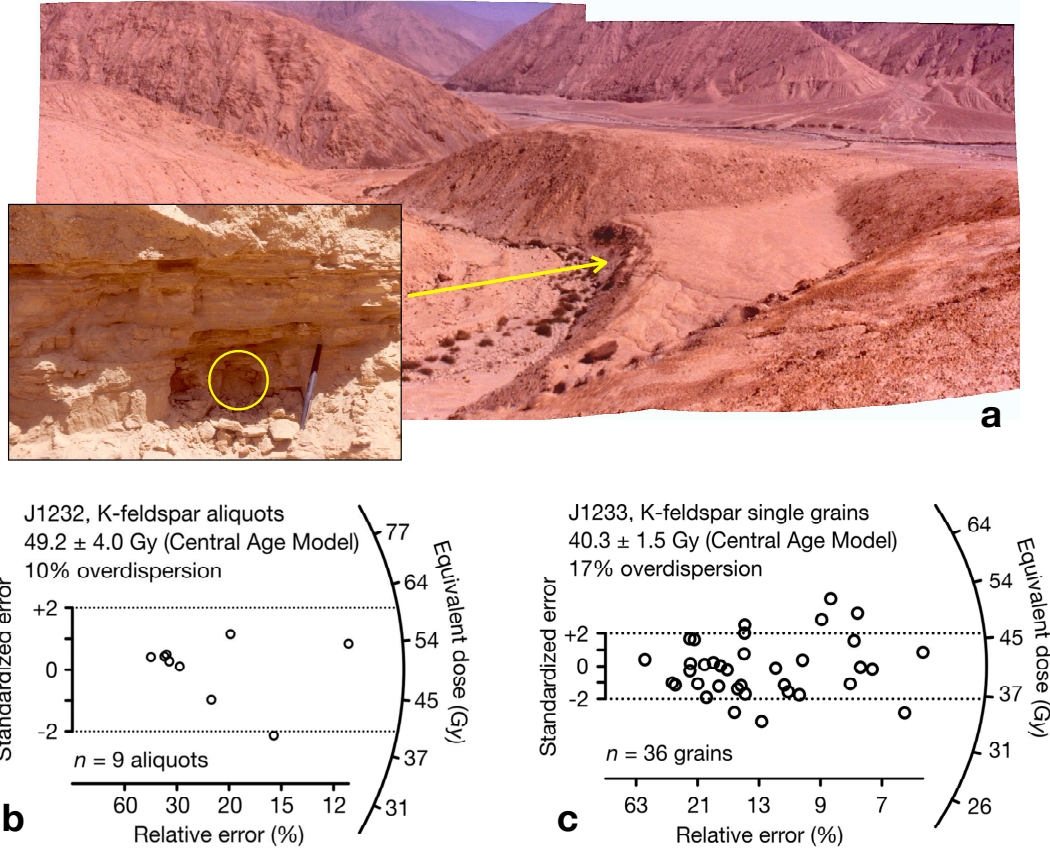 a
J1232, K-feldspar aliquots
49.2 ± 4.0 Gy (Central Age Model)
10% overdispersion
Standardized error
+2
0
-2
n = 9 aliquots
60 30 20 15 12
Relative error (%)
77
64
54
45
37
31
Equivalent dose (Gy)
b
J1233, K-feldspar single grains
40.3 ± 1.5 Gy (Central Age Model)
17% overdispersion
Standardized error
+2
0
-2
n = 36 grains
63 21 13 9 7
Relative error (%)
64
54
45
37
31
26
Equivalent dose (Gy)
c